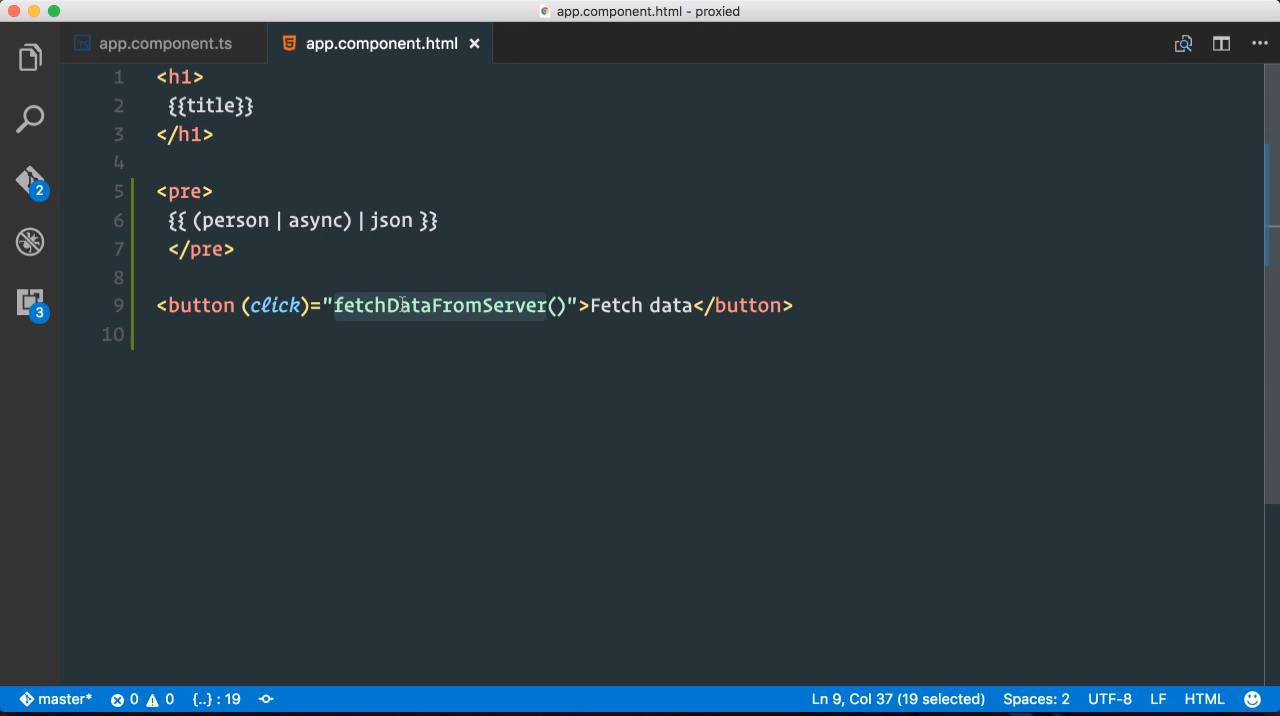 app.component.html - proxied
app.component.ts
app.component.html ×
1 <h1>
2 {{title}}
3 </h1>
4
5 <pre>
6 {{ (person | async) | json }}
7 </pre>
8
9 <button (click)="fetchDataFromServer()">Fetch data</button>
10
2
3
master* 0 0 {..} : 19 Ln 9, Col 37 (19 selected) Spaces: 2 UTF-8 LF HTML